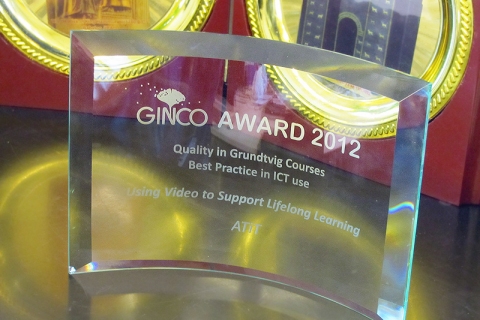 GINCO AWARD 2012
Quality in Grundtvig Courses
Best Practice in ICT use
Using Video to Support Lifelong Learning
ATiT